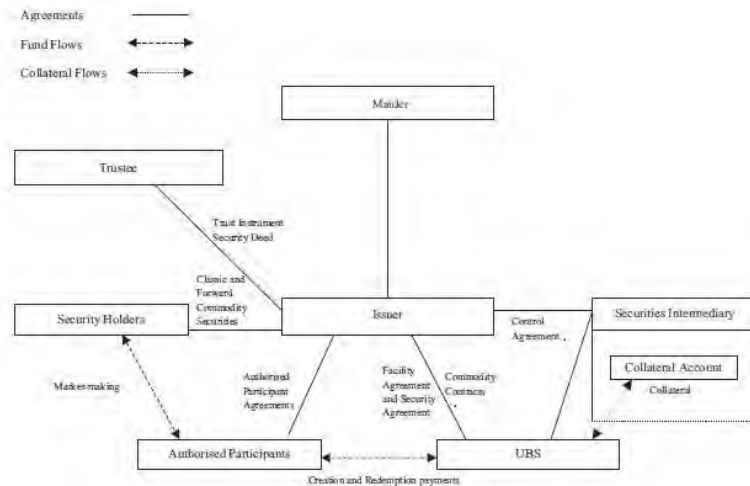 Agreements
Fund Flows
Collateral Flows
Master
Trustee
Trust Instrument
Security Deed
Classic and
Forward
Commodity
Securities
Security Holders
Issuer
Securities Intermediary
Control
Agreement
Collateral Account
Collateral
Market-making
Authorised
Participant
Agreements
Facility
Agreement
and Security
Agreement
Commodity
Contracts
Authorised Participants
UBS
Creation and Redemption payments